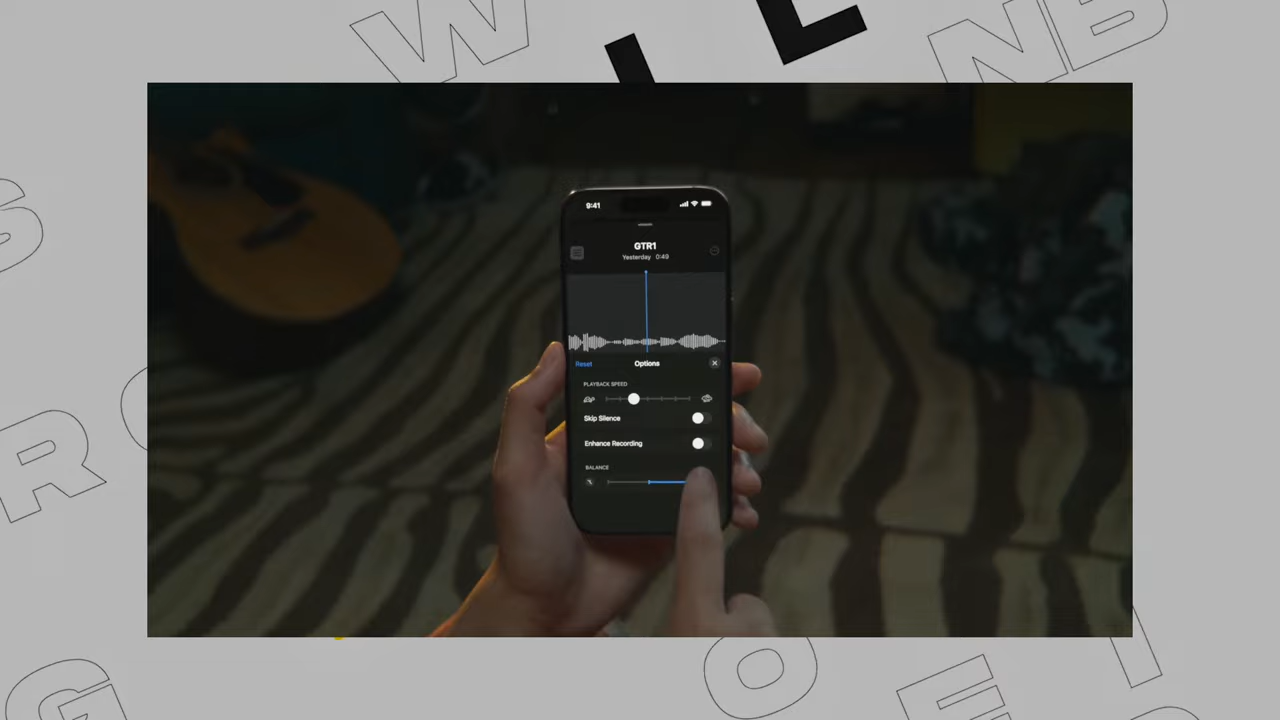 W
L
L
N
B
S
R
O
9:41
GTR1
Yesterday 0:49
Reset
Options
PLAYBACK SPEED
Skip Silence
Enhance Recording
BALANCE
G
O
E
I